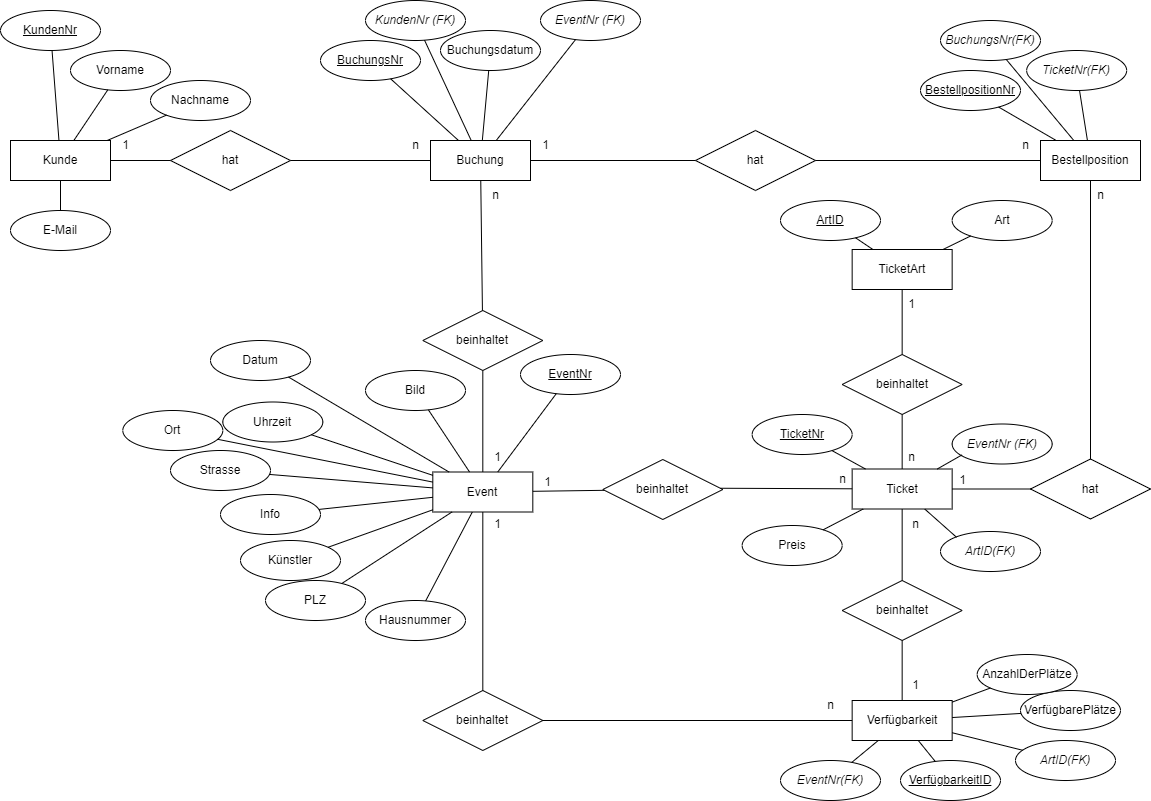 KundenNr
Vorname
Nachname
Kunde
E-Mail
1
hat
n
KundenNr (FK)
EventNr (FK)
BuchungsNr
Buchungsdatum
Buchung
1
hat
n
BuchungsNr(FK)
TicketNr(FK)
BestellpositionNr
Bestellposition
n
n
ArtID
Art
TicketArt
1
beinhaltet
beinhaltet
Datum
Bild
EventNr
Ort
Uhrzeit
Strasse
Info
Künstler
PLZ
Hausnummer
1
Event
1
1
beinhaltet
n
TicketNr
EventNr (FK)
n
Ticket
1
hat
n
Preis
ArtID(FK)
beinhaltet
1
beinhaltet
n
Verfügbarkeit
AnzahlDerPlätze
VerfügbarePlätze
ArtID(FK)
EventNr(FK)
VerfügbarkeitID